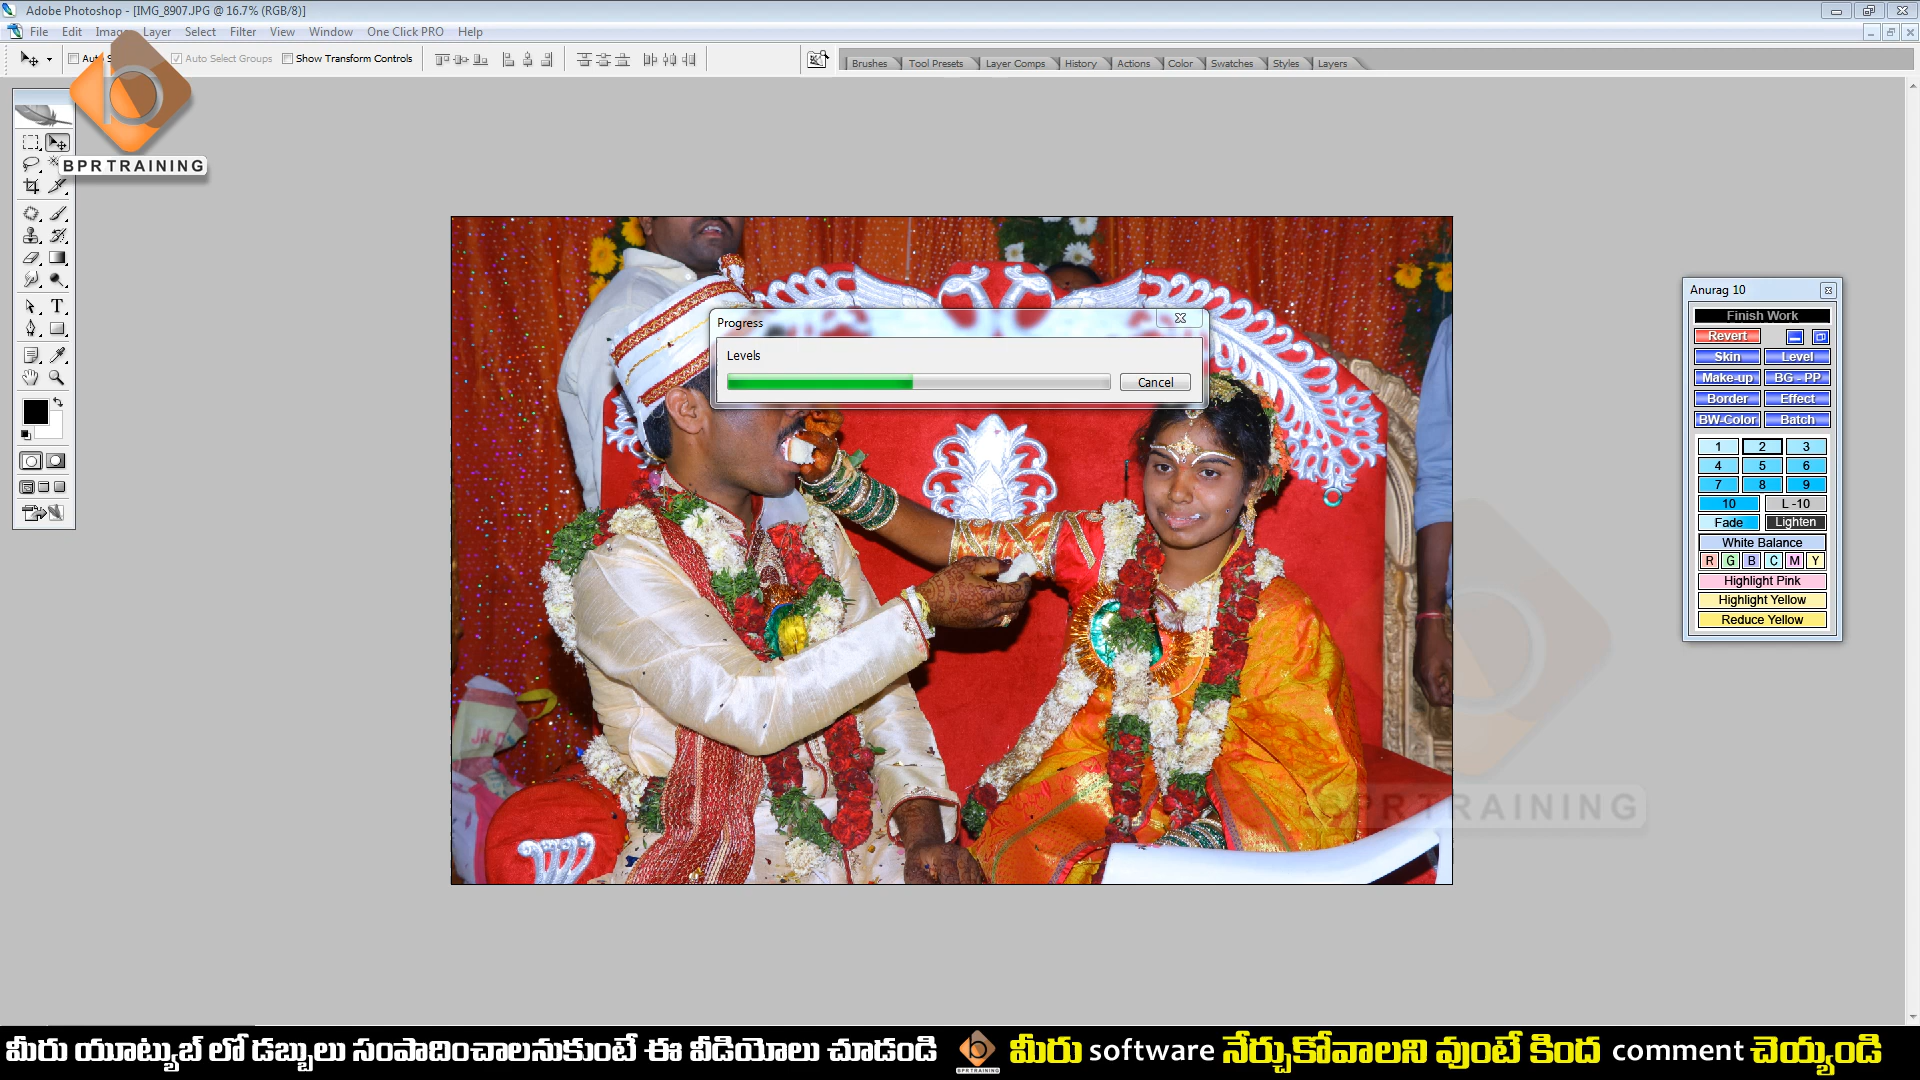 Adobe Photoshop - [IMG_8907.JPG @ 16.7% (RGB/8)]
File Edit Layer Select Filter View Window One Click PRO Help
Auto Select Groups Show Transform Controls
Brushes Tool Presets Layer Comps History Actions Color Swatches Styles Layers
BPRTRAINING
Progress
Levels
Cancel
Anurag 10
Finish Work
Revert
Skin Level
Make-up BG - PP
Border Effect
BW-Color Batch
1 2 3
4 5 6
7 8 9
10 L -10
Fade Lighten
White Balance
R G B C M Y
Highlight Pink
Highlight Yellow
Reduce Yellow
BPRTRAINING
మీరు యూట్యుబ్ లో డబ్బులు సంపాదించాలనుకుంటే ఈ వీడియోలు చూడండి BPRTRAINING మీరు software నేర్చుకోవాలని వుంటే కింద comment చెయ్యండి